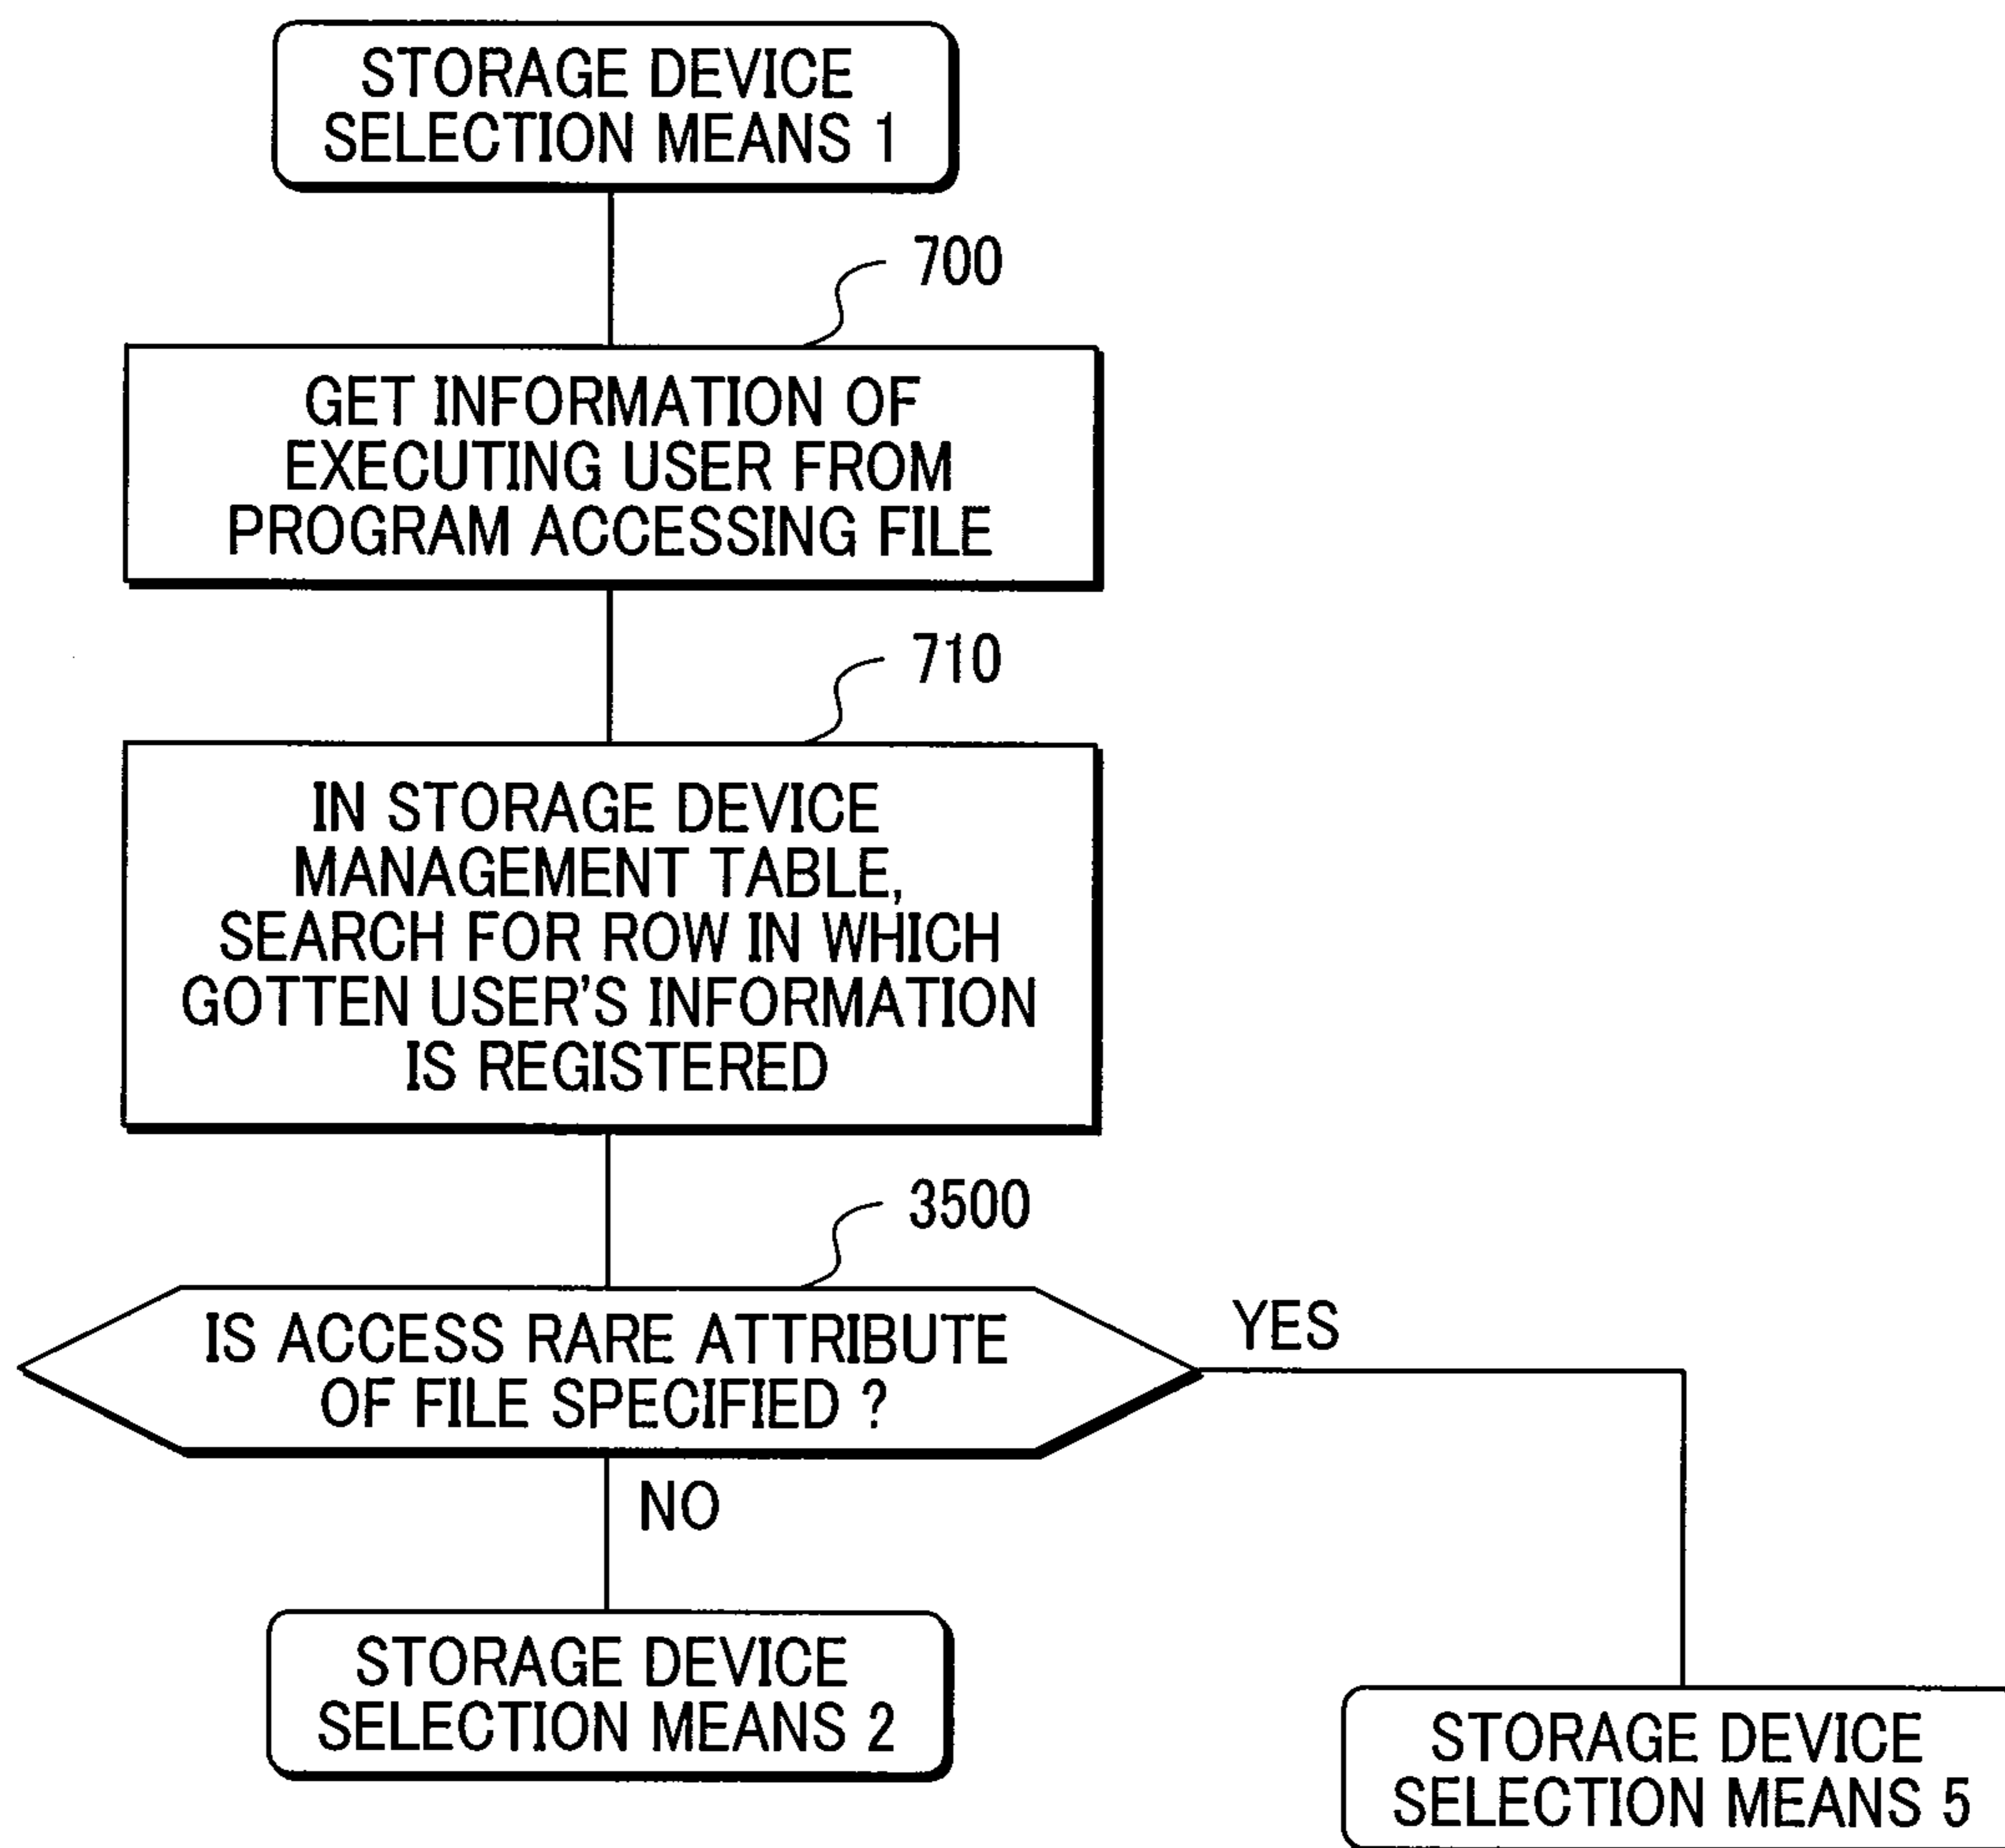 STORAGE DEVICE
SELECTION MEANS 1
700
GET INFORMATION OF
EXECUTING USER FROM
PROGRAM ACCESSING FILE
710
IN STORAGE DEVICE
MANAGEMENT TABLE,
SEARCH FOR ROW IN WHICH
GOTTEN USER'S INFORMATION
IS REGISTERED
3500
IS ACCESS RARE ATTRIBUTE
OF FILE SPECIFIED ?
YES
NO
STORAGE DEVICE
SELECTION MEANS 2
STORAGE DEVICE
SELECTION MEANS 5